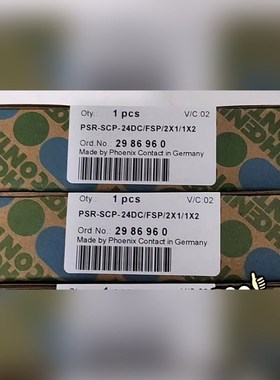 Qty. 1 pcs V/C.02
PSR-SCP-24DC/FSP/2X1/1X2
Ord.No. 29 86 96 0
Made by Phoenix Contact in Germany
Qty. 1 pcs V/C.02
PSR-SCP-24DC/FSP/2X1/1X2
Ord.No. 29 86 96 0
Made by Phoenix Contact in Germany